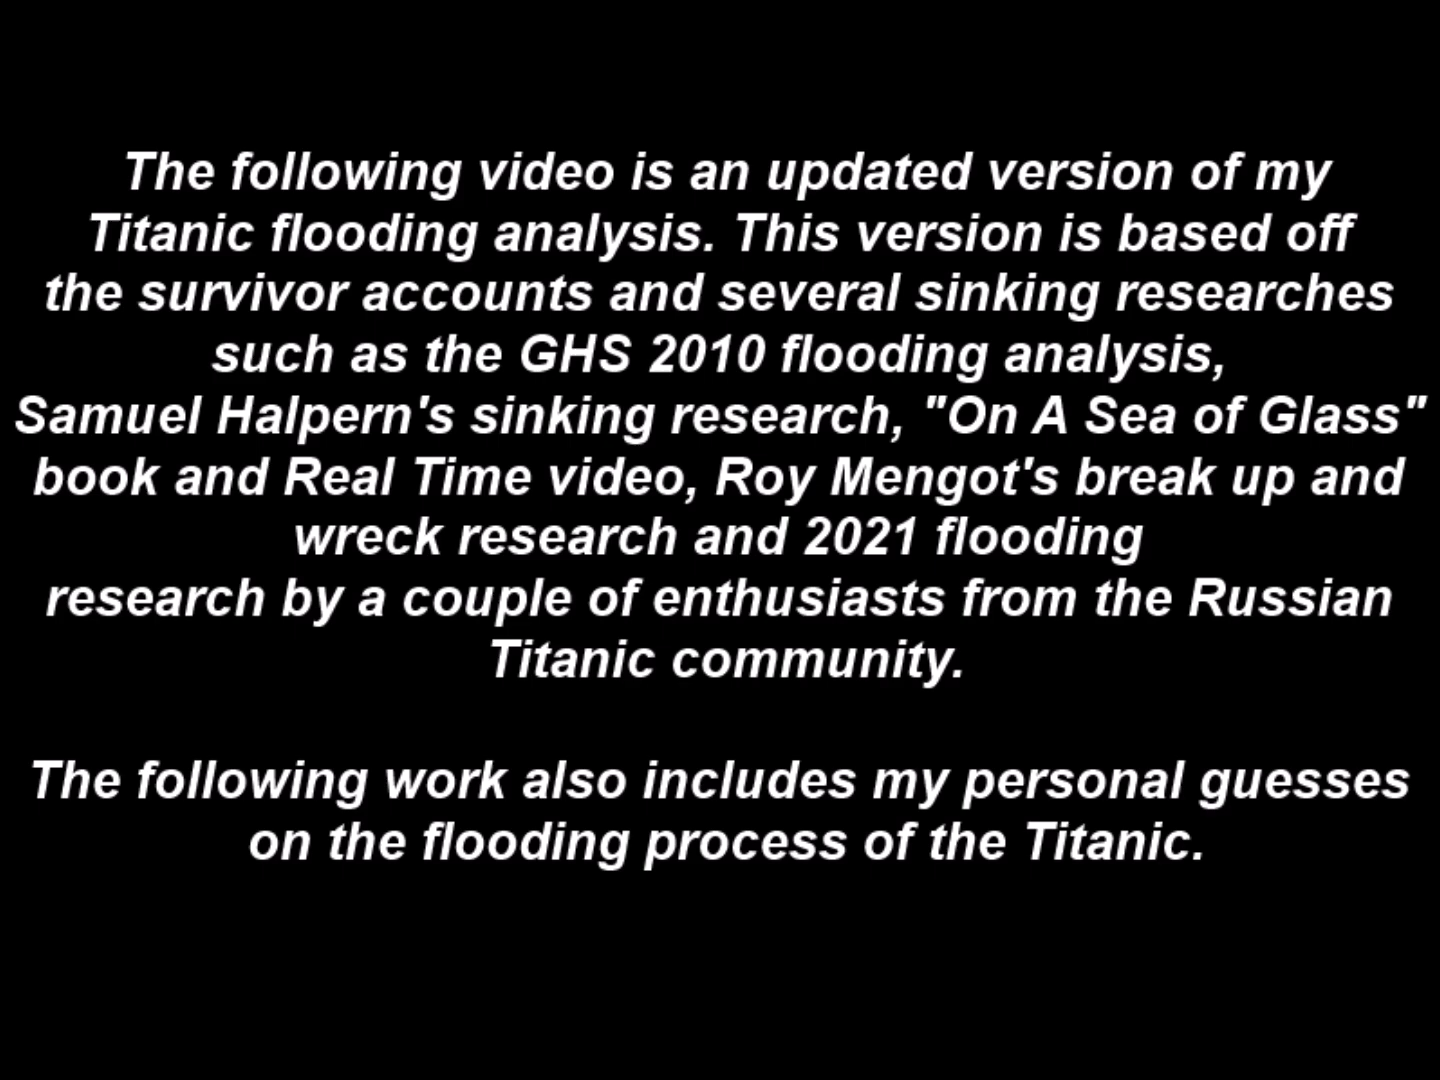 The following video is an updated version of my
Titanic flooding analysis. This version is based off
the survivor accounts and several sinking researches
such as the GHS 2010 flooding analysis,
Samuel Halpern's sinking research, "On A Sea of Glass"
book and Real Time video, Roy Mengot's break up and
wreck research and 2021 flooding
research by a couple of enthusiasts from the Russian
Titanic community.
The following work also includes my personal guesses
on the flooding process of the Titanic.